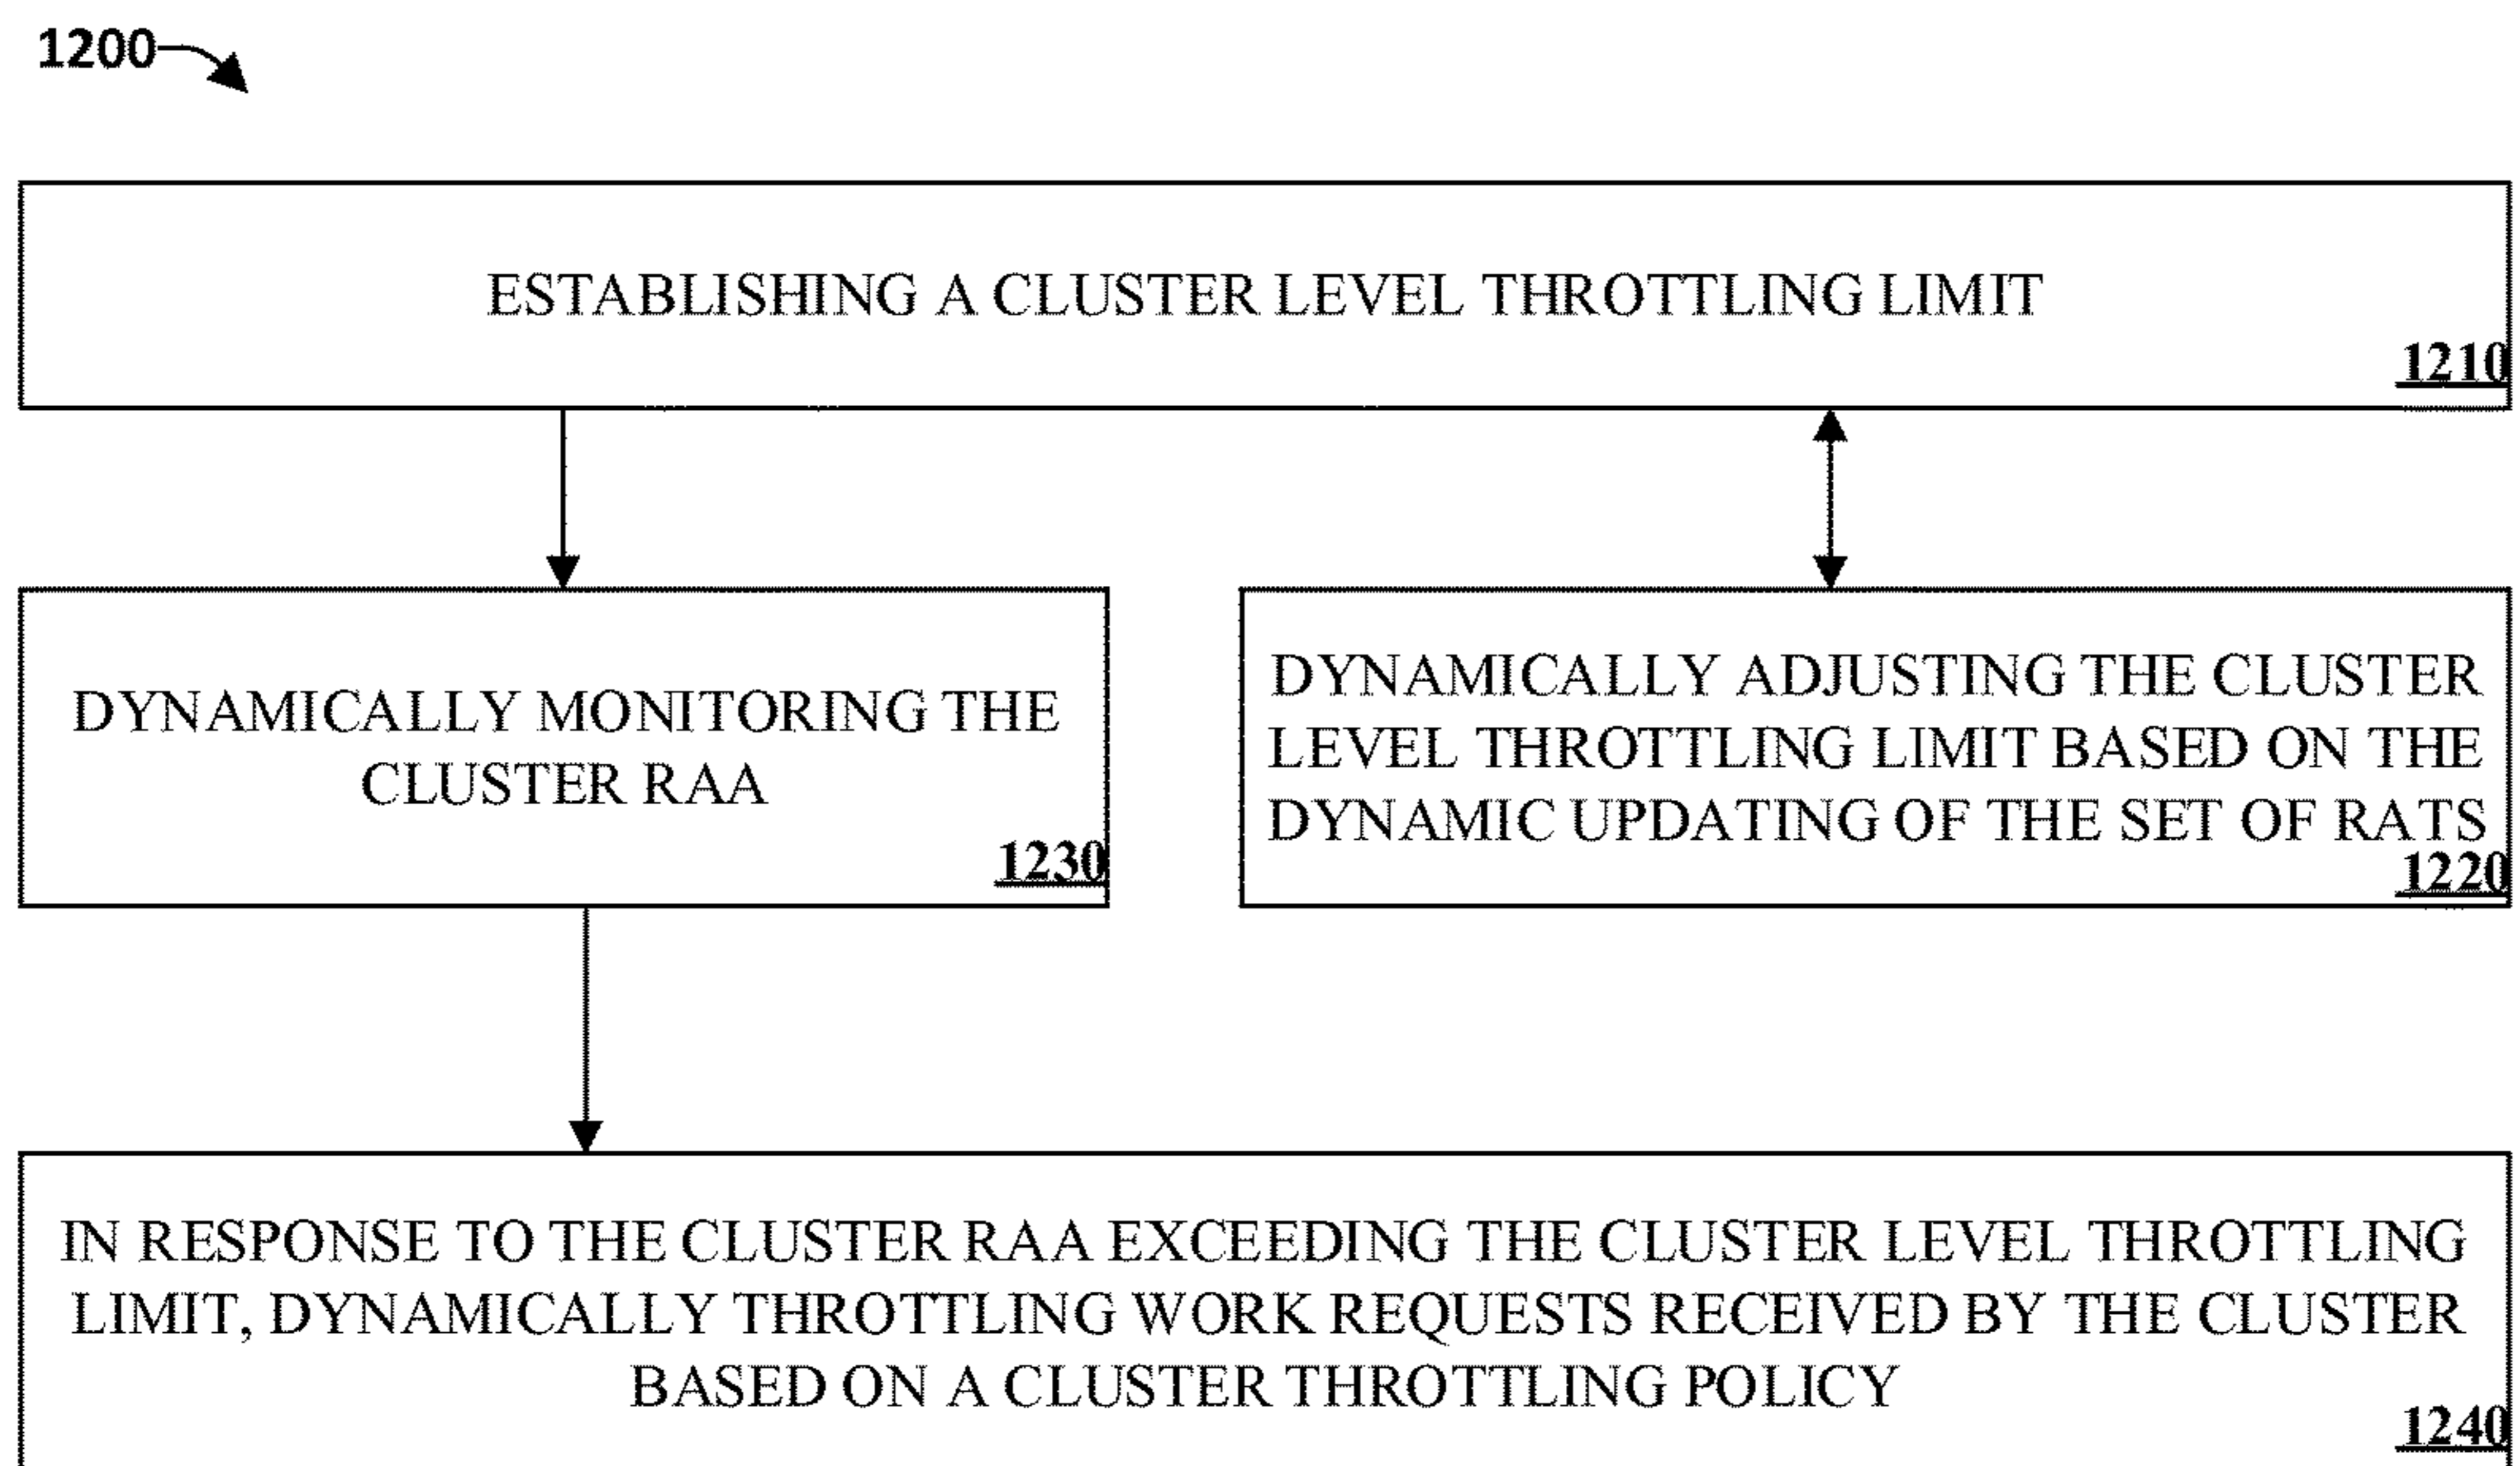 1200
ESTABLISHING A CLUSTER LEVEL THROTTLING LIMIT
1210
DYNAMICALLY MONITORING THE
CLUSTER RAA
1230
DYNAMICALLY ADJUSTING THE CLUSTER
LEVEL THROTTLING LIMIT BASED ON THE
DYNAMIC UPDATING OF THE SET OF RATS
1220
IN RESPONSE TO THE CLUSTER RAA EXCEEDING THE CLUSTER LEVEL THROTTLING
LIMIT, DYNAMICALLY THROTTLING WORK REQUESTS RECEIVED BY THE CLUSTER
BASED ON A CLUSTER THROTTLING POLICY
1240